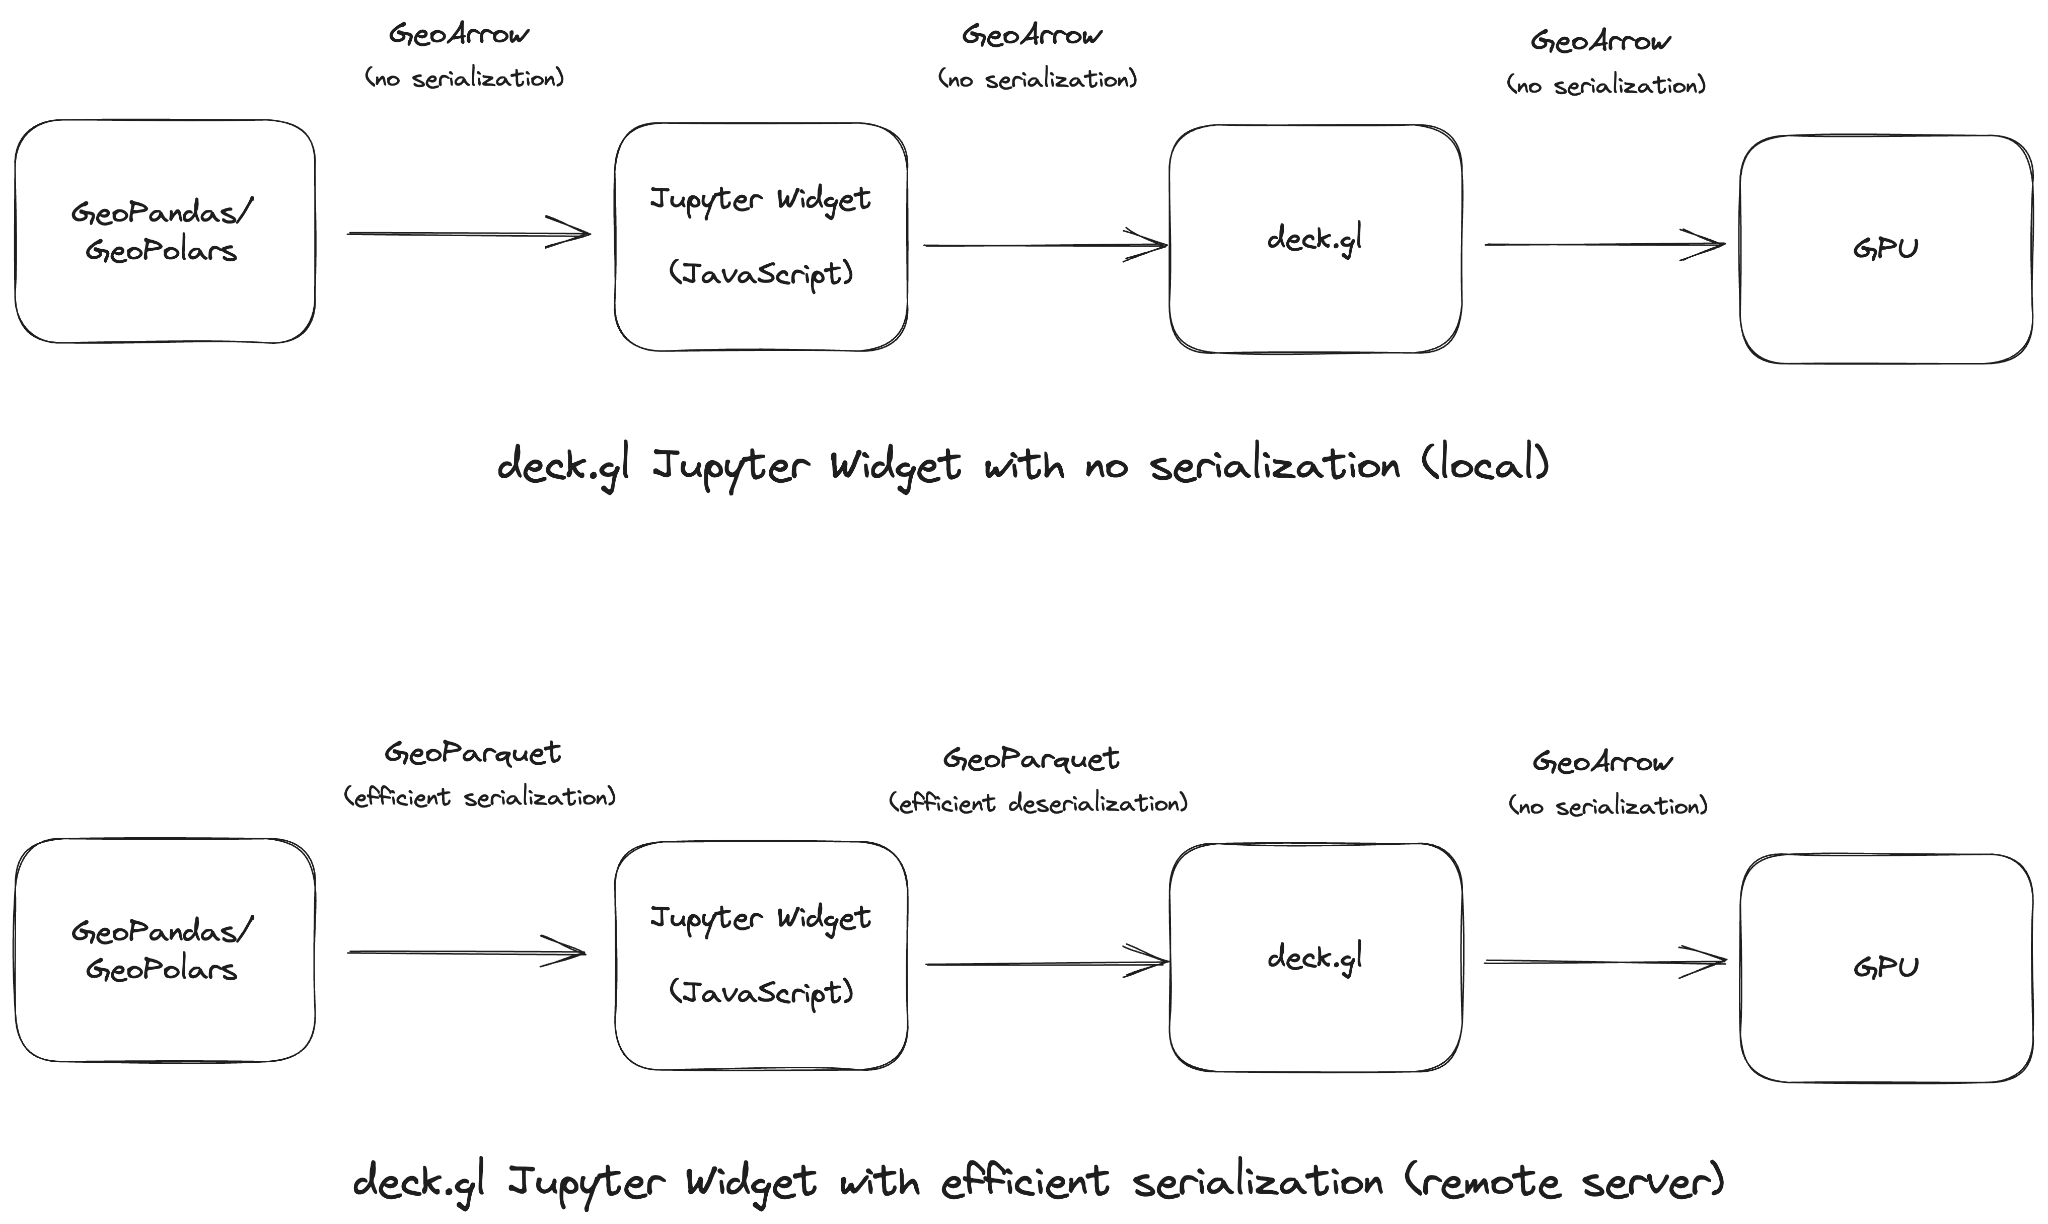 GeoArrow
(no serialization)
GeoArrow
(no serialization)
GeoArrow
(no serialization)
GeoPandas/
GeoPolars
Jupyter Widget
(JavaScript)
deck.gl
GPU
deck.gl Jupyter Widget with no serialization (local)
GeoParquet
(efficient serialization)
GeoParquet
(efficient deserialization)
GeoArrow
(no serialization)
GeoPandas/
GeoPolars
Jupyter Widget
(JavaScript)
deck.gl
GPU
deck.gl Jupyter Widget with efficient serialization (remote server)